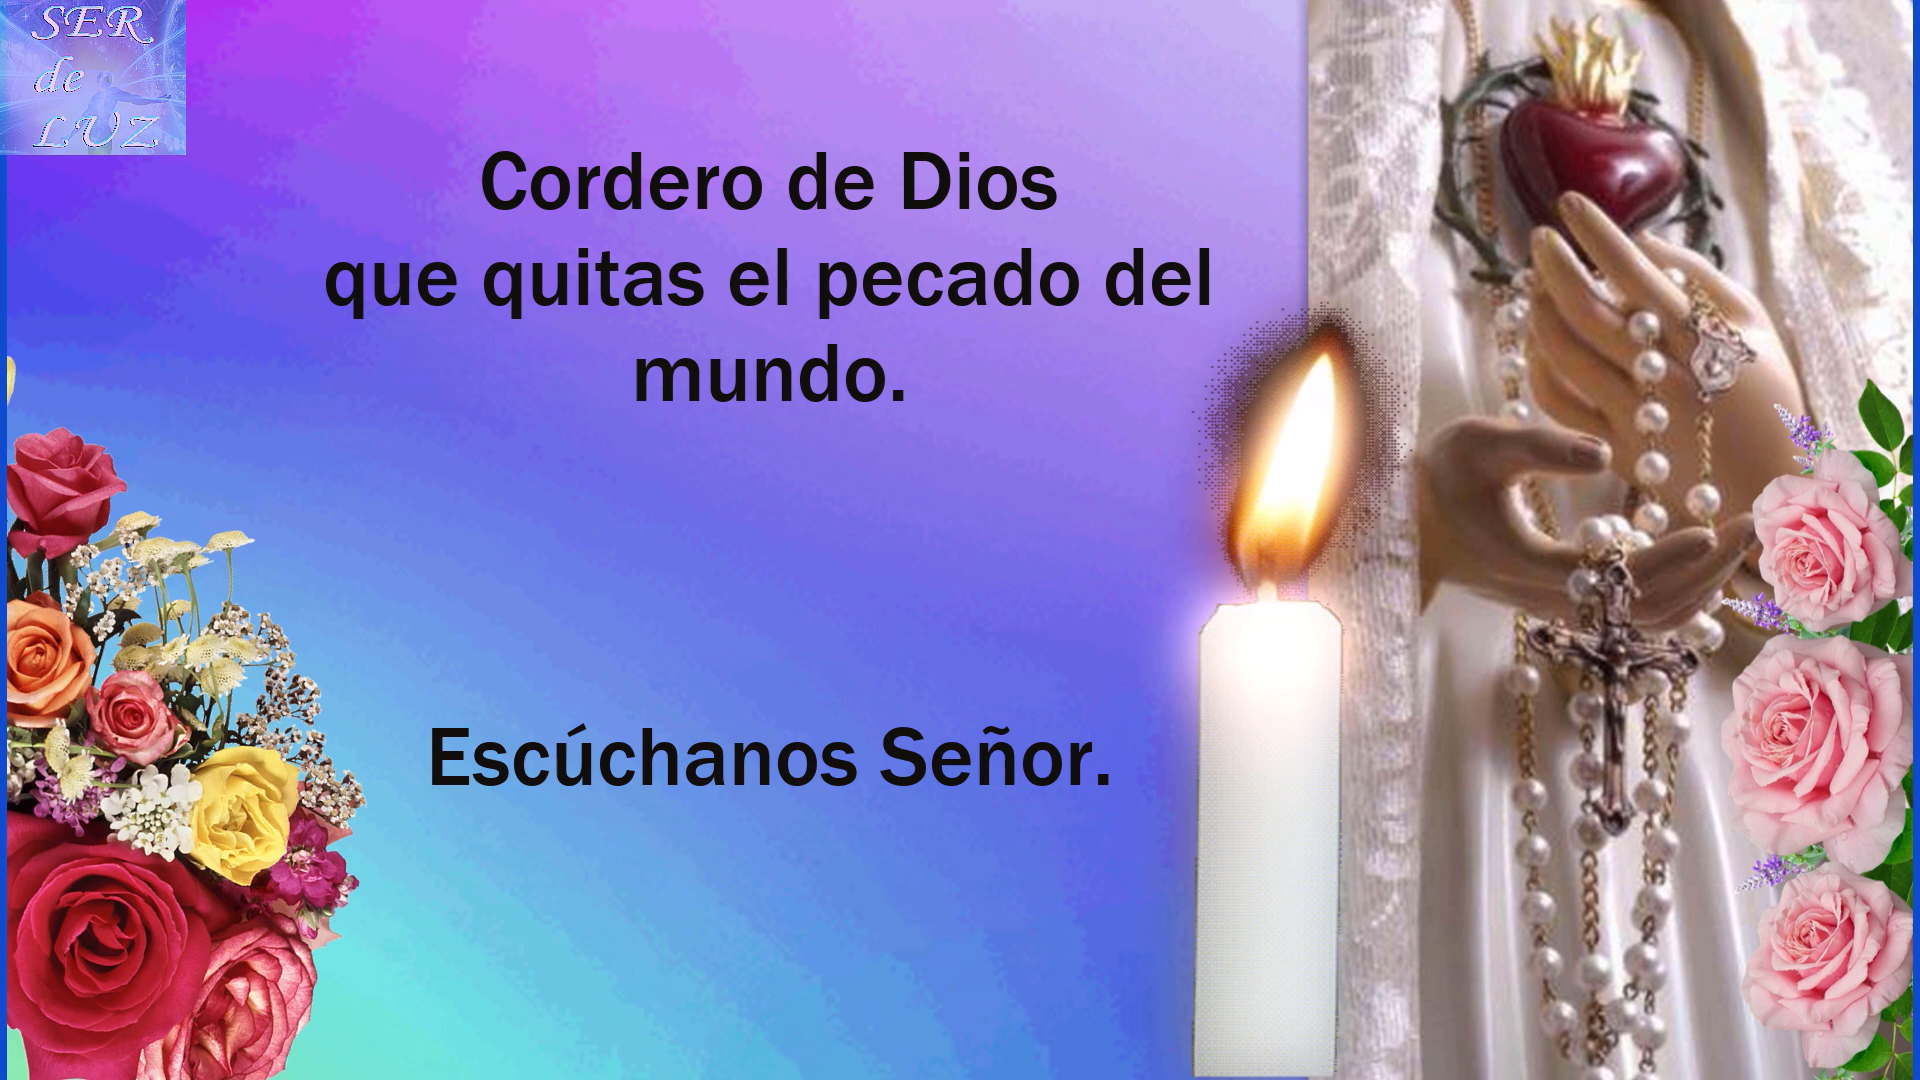 SER
de
LUZ
Cordero de Dios
que quitas el pecado del
mundo.
Escúchanos Señor.